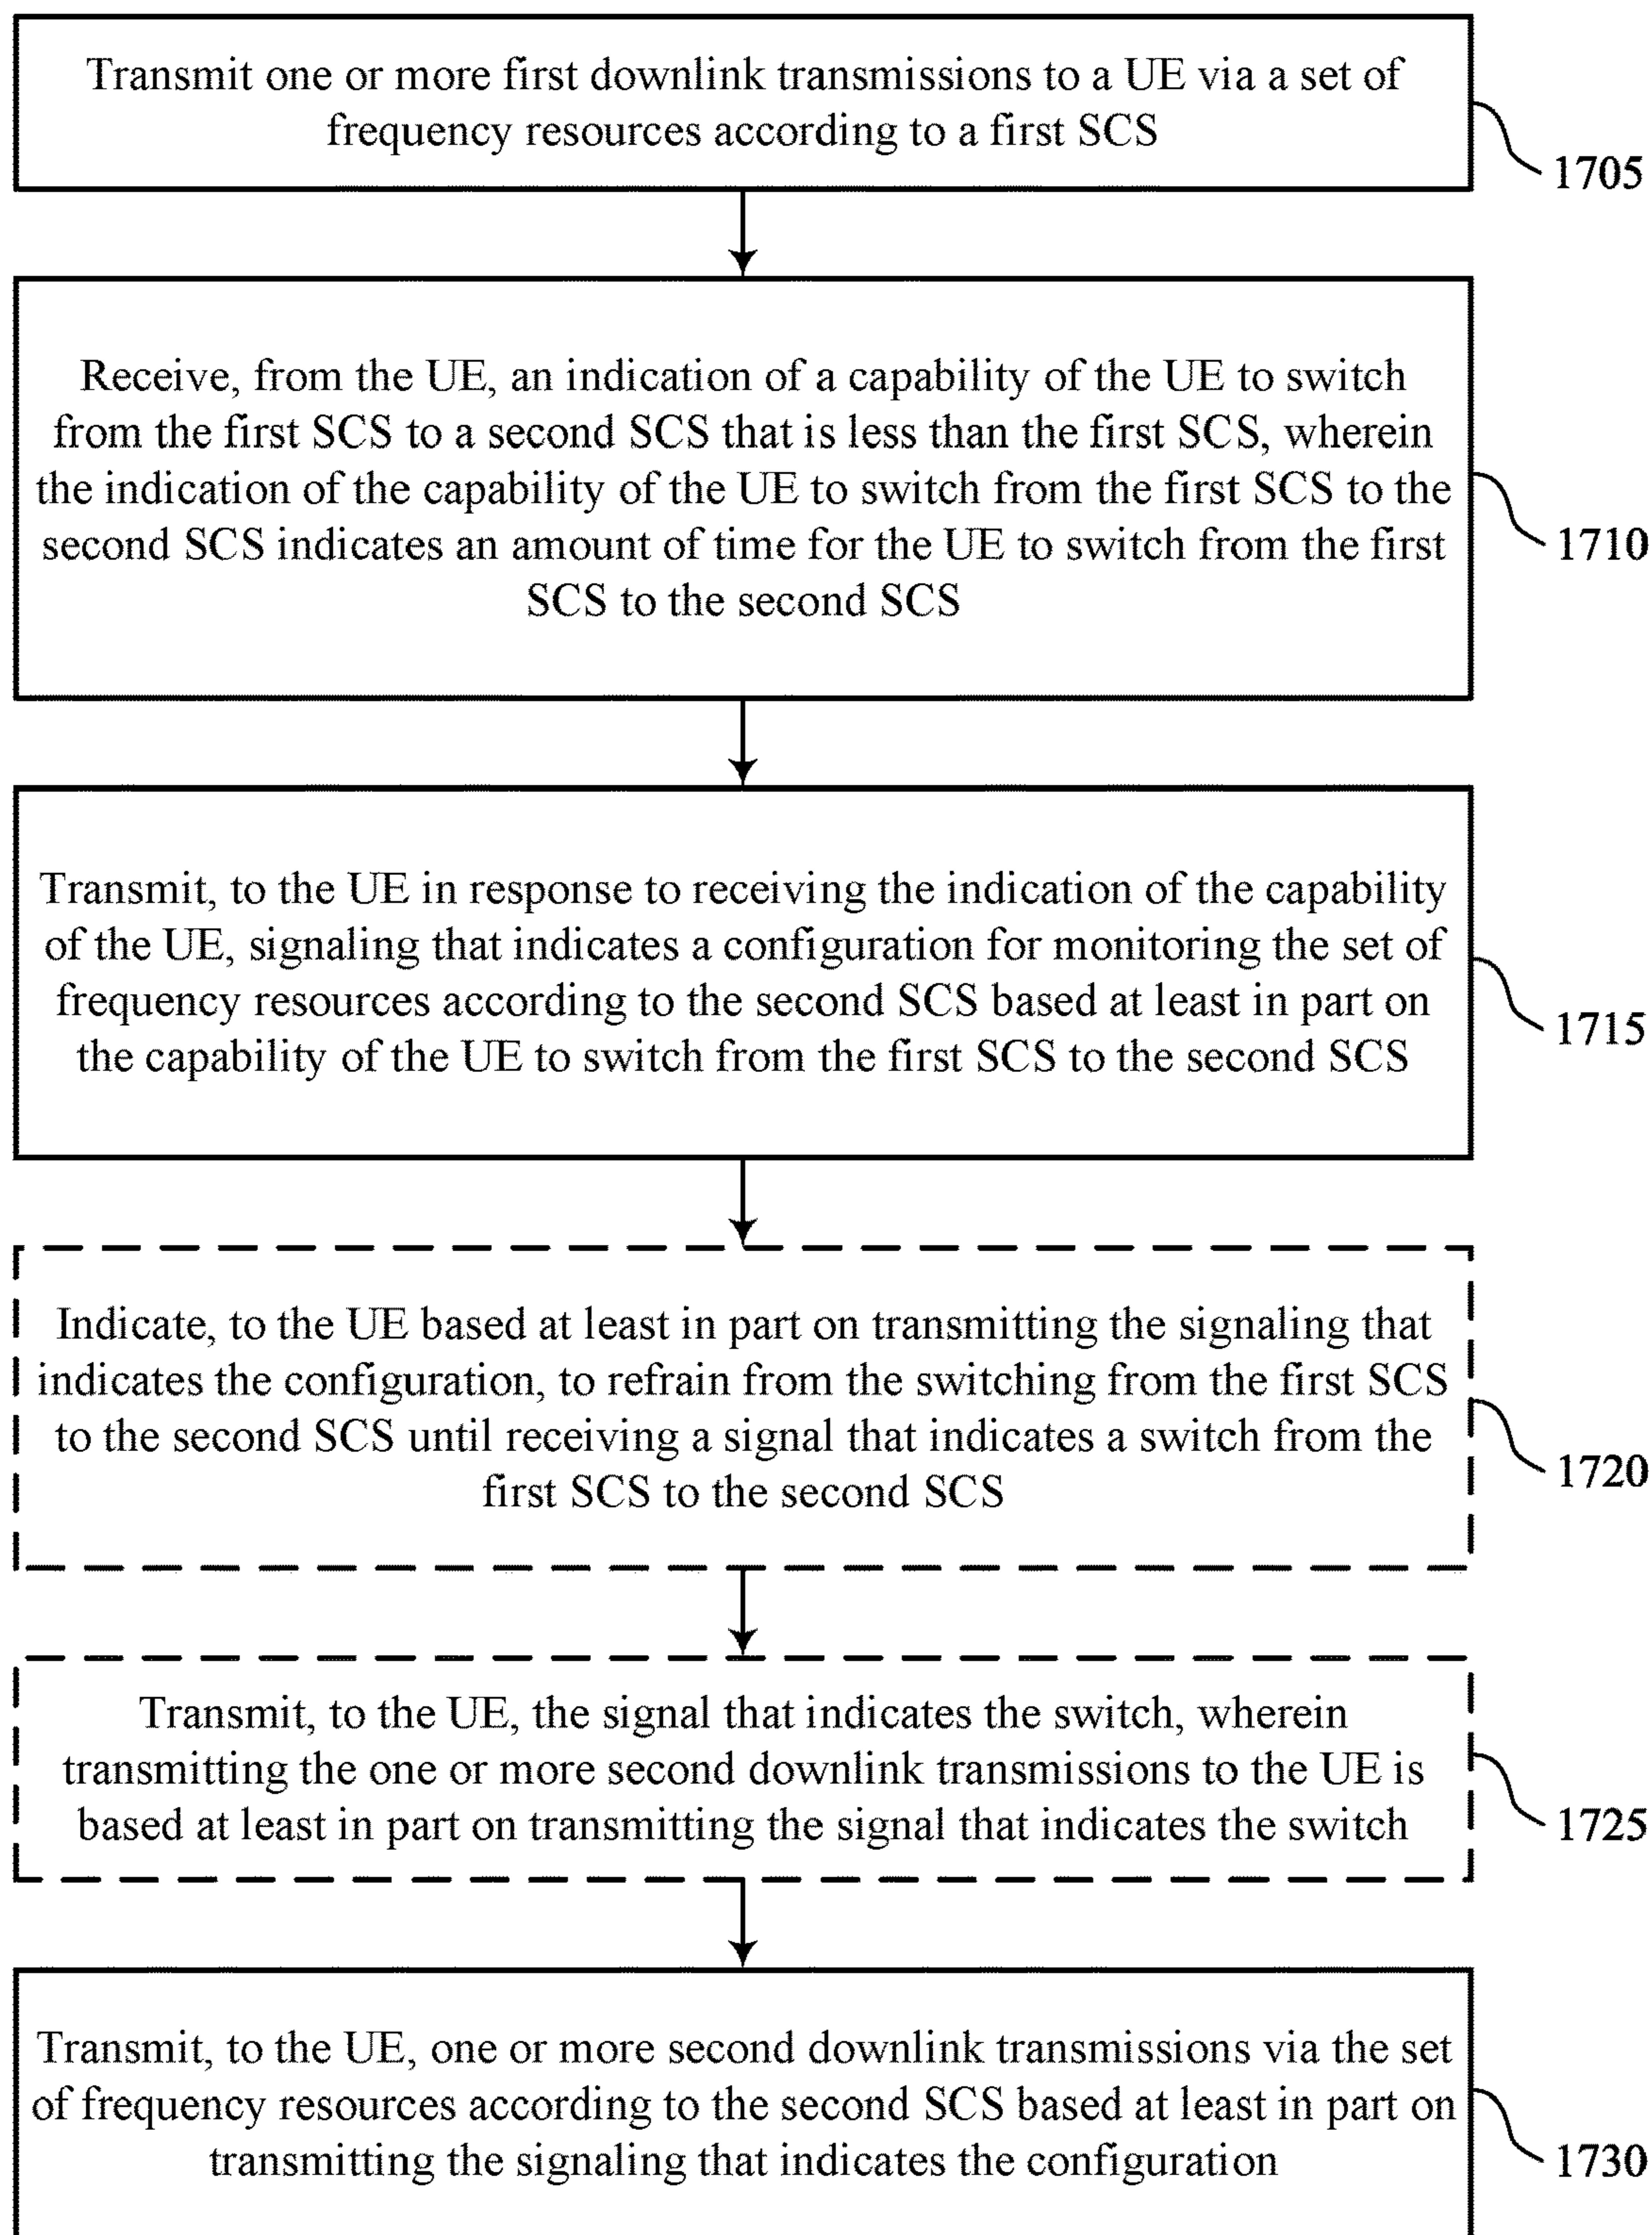 Transmit one or more first downlink transmissions to a UE via a set of
frequency resources according to a first SCS
1705
Receive, from the UE, an indication of a capability of the UE to switch
from the first SCS to a second SCS that is less than the first SCS, wherein
the indication of the capability of the UE to switch from the first SCS to the
second SCS indicates an amount of time for the UE to switch from the first
SCS to the second SCS
1710
Transmit, to the UE in response to receiving the indication of the capability
of the UE, signaling that indicates a configuration for monitoring the set of
frequency resources according to the second SCS based at least in part on
the capability of the UE to switch from the first SCS to the second SCS
1715
Indicate, to the UE based at least in part on transmitting the signaling that
indicates the configuration, to refrain from the switching from the first SCS
to the second SCS until receiving a signal that indicates a switch from the
first SCS to the second SCS
1720
Transmit, to the UE, the signal that indicates the switch, wherein
transmitting the one or more second downlink transmissions to the UE is
based at least in part on transmitting the signal that indicates the switch
1725
Transmit, to the UE, one or more second downlink transmissions via the set
of frequency resources according to the second SCS based at least in part on
transmitting the signaling that indicates the configuration
1730